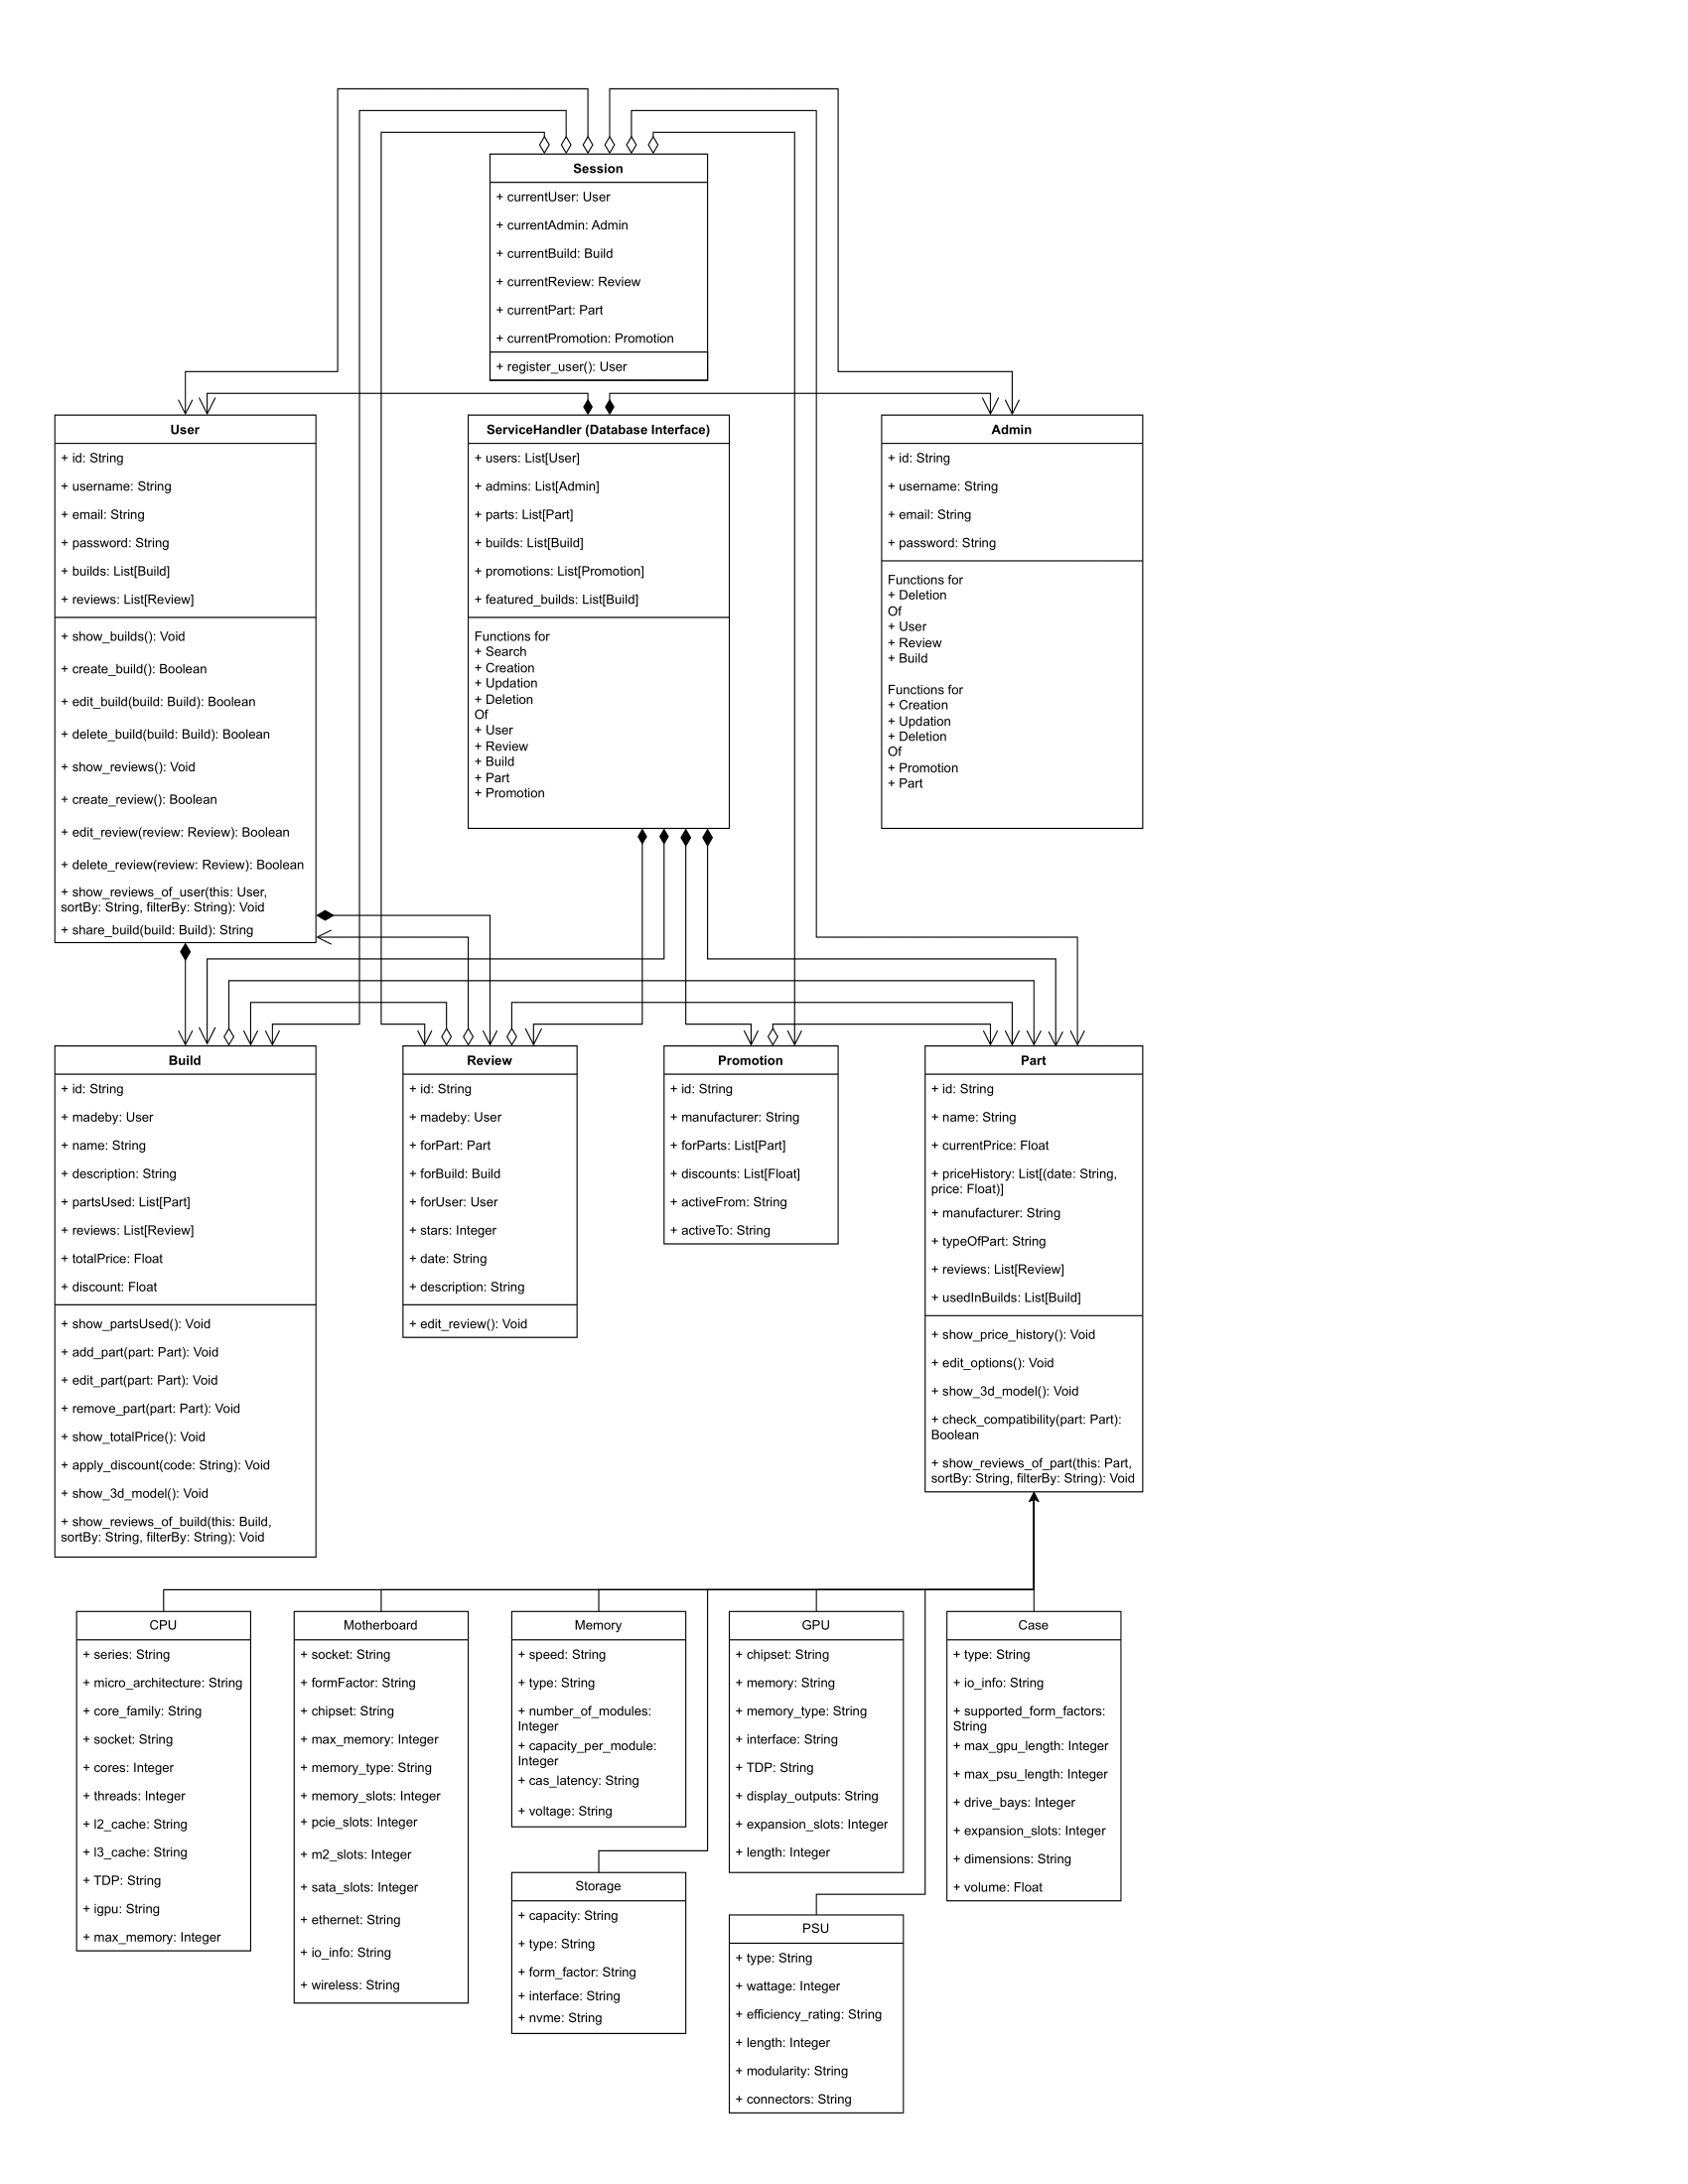 Session
+ currentUser: User
+ currentAdmin: Admin
+ currentBuild: Build
+ currentReview: Review
+ currentPart: Part
+ currentPromotion: Promotion
+ register_user(): User
User
+ id: String
+ username: String
+ email: String
+ password: String
+ builds: List[Build]
+ reviews: List[Review]
+ show_builds(): Void
+ create_build(): Boolean
+ edit_build(build: Build): Boolean
+ delete_build(build: Build): Boolean
+ show_reviews(): Void
+ create_review(): Boolean
+ edit_review(review: Review): Boolean
+ delete_review(review: Review): Boolean
+ show_reviews_of_user(this: User,
sortBy: String, filterBy: String): Void
+ share_build(build: Build): String
ServiceHandler (Database Interface)
+ users: List[User]
+ admins: List[Admin]
+ parts: List[Part]
+ builds: List[Build]
+ promotions: List[Promotion]
+ featured_builds: List[Build]
Functions for
+ Search
+ Creation
+ Updation
+ Deletion
Of
+ User
+ Review
+ Build
+ Part
+ Promotion
Admin
+ id: String
+ username: String
+ email: String
+ password: String
Functions for
+ Deletion
Of
+ User
+ Review
+ Build
Functions for
+ Creation
+ Updation
+ Deletion
Of
+ Promotion
+ Part
Build
+ id: String
+ madeby: User
+ name: String
+ description: String
+ partsUsed: List[Part]
+ reviews: List[Review]
+ totalPrice: Float
+ discount: Float
+ show_partsUsed(): Void
+ add_part(part: Part): Void
+ edit_part(part: Part): Void
+ remove_part(part: Part): Void
+ show_totalPrice(): Void
+ apply_discount(code: String): Void
+ show_3d_model(): Void
+ show_reviews_of_build(this: Build,
sortBy: String, filterBy: String): Void
Review
+ id: String
+ madeby: User
+ forPart: Part
+ forBuild: Build
+ forUser: User
+ stars: Integer
+ date: String
+ description: String
+ edit_review(): Void
Promotion
+ id: String
+ manufacturer: String
+ forParts: List[Part]
+ discounts: List[Float]
+ activeFrom: String
+ activeTo: String
Part
+ id: String
+ name: String
+ currentPrice: Float
+ priceHistory: List[(date: String,
price: Float)]
+ manufacturer: String
+ typeOfPart: String
+ reviews: List[Review]
+ usedInBuilds: List[Build]
+ show_price_history(): Void
+ edit_options(): Void
+ show_3d_model(): Void
+ check_compatibility(part: Part):
Boolean
+ show_reviews_of_part(this: Part,
sortBy: String, filterBy: String): Void
CPU
+ series: String
+ micro_architecture: String
+ core_family: String
+ socket: String
+ cores: Integer
+ threads: Integer
+ l2_cache: String
+ l3_cache: String
+ TDP: String
+ igpu: String
+ max_memory: Integer
Motherboard
+ socket: String
+ formFactor: String
+ chipset: String
+ max_memory: Integer
+ memory_type: String
+ memory_slots: Integer
+ pcie_slots: Integer
+ m2_slots: Integer
+ sata_slots: Integer
+ ethernet: String
+ io_info: String
+ wireless: String
Memory
+ speed: String
+ type: String
+ number_of_modules:
Integer
+ capacity_per_module:
Integer
+ cas_latency: String
+ voltage: String
Storage
+ capacity: String
+ type: String
+ form_factor: String
+ interface: String
+ nvme: String
GPU
+ chipset: String
+ memory: String
+ memory_type: String
+ interface: String
+ TDP: String
+ display_outputs: String
+ expansion_slots: Integer
+ length: Integer
PSU
+ type: String
+ wattage: Integer
+ efficiency_rating: String
+ length: Integer
+ modularity: String
+ connectors: String
Case
+ type: String
+ io_info: String
+ supported_form_factors:
String
+ max_gpu_length: Integer
+ max_psu_length: Integer
+ drive_bays: Integer
+ expansion_slots: Integer
+ dimensions: String
+ volume: Float